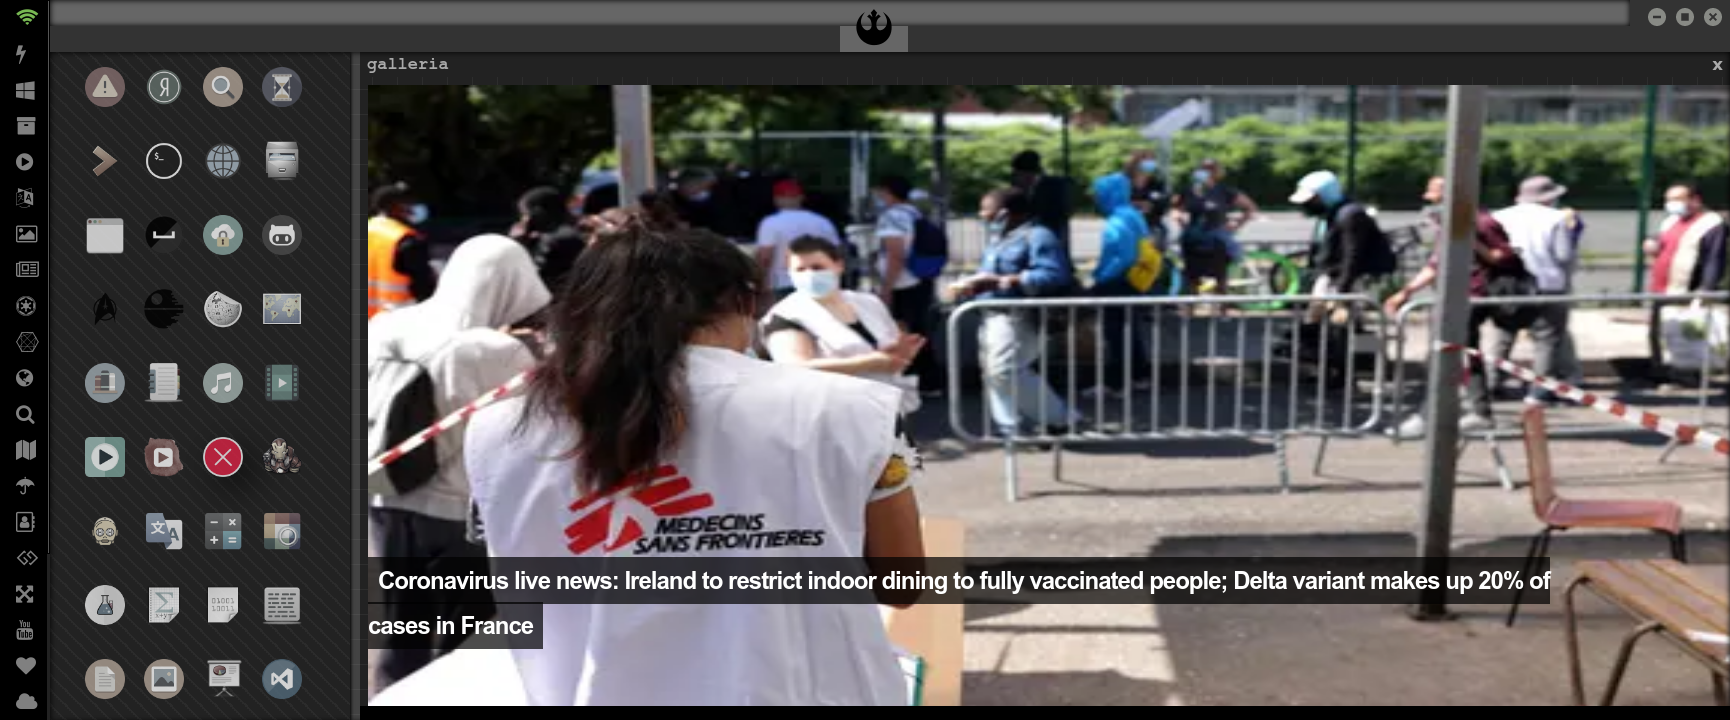 galleria
x
MEDECINS
SANS FRONTIERES
Coronavirus live news: Ireland to restrict indoor dining to fully vaccinated people; Delta variant makes up 20% of
cases in France